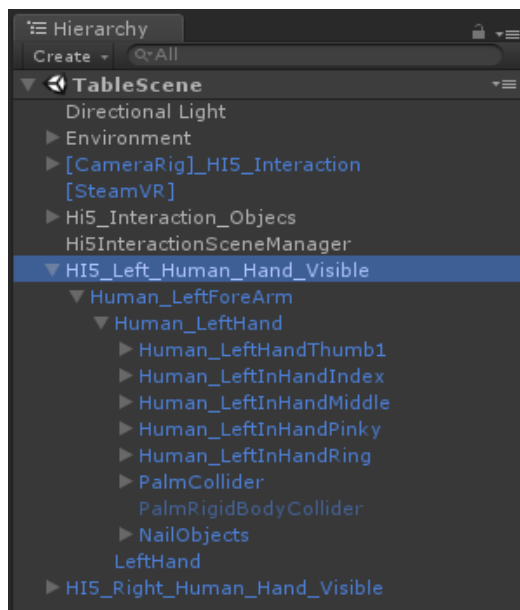 Hierarchy
Create All
TableScene
Directional Light
Environment
[CameraRig]_HI5_Interaction
[SteamVR]
Hi5_Interaction_Objecs
Hi5InteractionSceneManager
HI5_Left_Human_Hand_Visible
Human_LeftForeArm
Human_LeftHand
Human_LeftHandThumb1
Human_LeftInHandIndex
Human_LeftInHandMiddle
Human_LeftInHandPinky
Human_LeftInHandRing
PalmCollider
PalmRigidBodyCollider
NailObjects
LeftHand
HI5_Right_Human_Hand_Visible